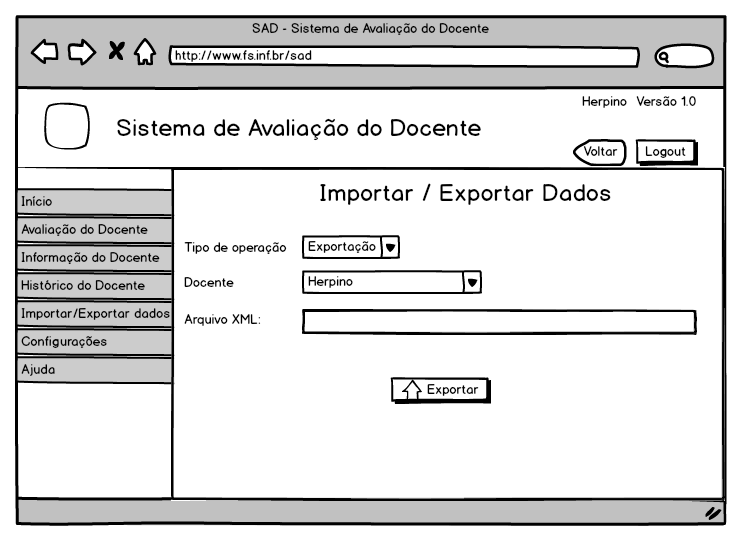 SAD - Sistema de Avaliação do Docente
http://www.fs.inf.br/sad
Herpino Versão 1.0
Sistema de Avaliação do Docente
Voltar Logout
Importar / Exportar Dados
Início
Avaliação do Docente
Informação do Docente
Histórico do Docente
Importar/Exportar dados
Configurações
Ajuda
Tipo de operação Exportação
Docente Herpino
Arquivo XML:
Exportar